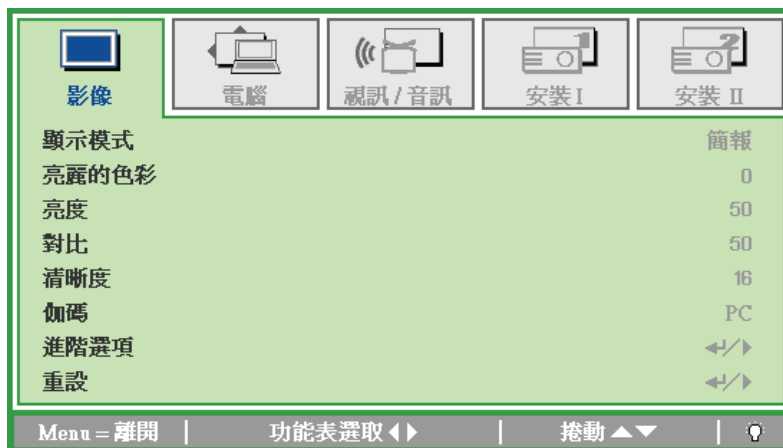 影像 電腦 視訊 / 音訊 安裝 I 安裝 II
顯示模式 簡報
亮麗的色彩 0
亮度 50
對比 50
清晰度 16
伽碼 PC
進階選項
重設
Menu = 離開 功能表選取 捲動